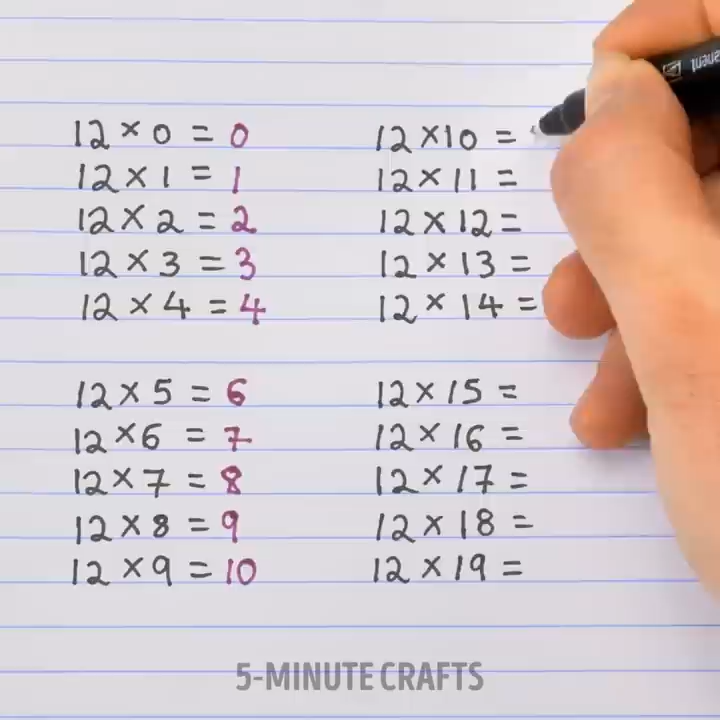 12 × 0 = 0
12 × 1 = 1
12 × 2 = 2
12 × 3 = 3
12 × 4 = 4
12 × 5 = 6
12 × 6 = 7
12 × 7 = 8
12 × 8 = 9
12 × 9 = 10
12 × 10 =
12 × 11 =
12 × 12 =
12 × 13 =
12 × 14 =
12 × 15 =
12 × 16 =
12 × 17 =
12 × 18 =
12 × 19 =
5-MINUTE CRAFTS